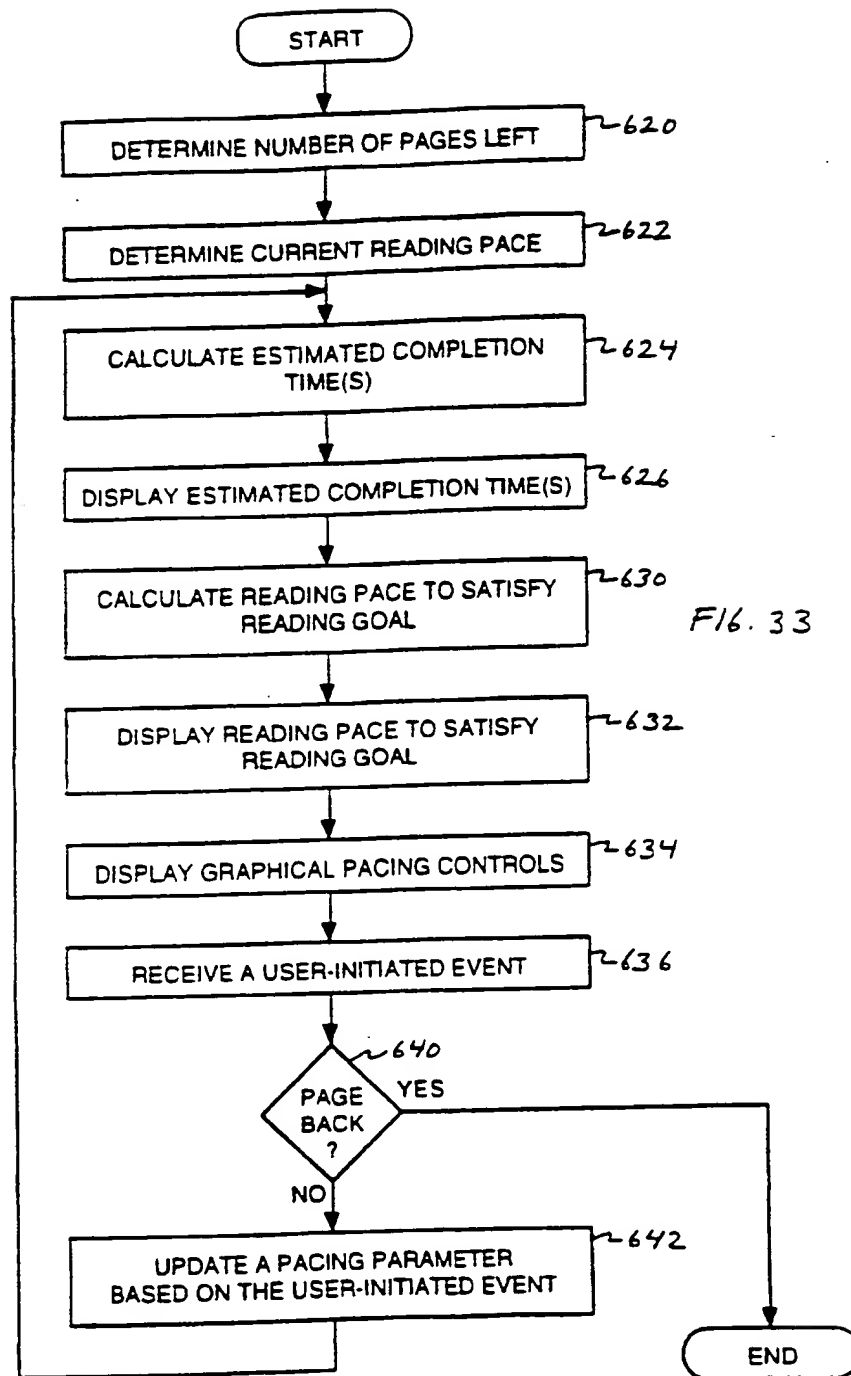 START
DETERMINE NUMBER OF PAGES LEFT
620
DETERMINE CURRENT READING PACE
622
CALCULATE ESTIMATED COMPLETION
TIME(S)
624
DISPLAY ESTIMATED COMPLETION TIME(S)
626
CALCULATE READING PACE TO SATISFY
READING GOAL
630
FIG. 33
DISPLAY READING PACE TO SATISFY
READING GOAL
632
DISPLAY GRAPHICAL PACING CONTROLS
634
RECEIVE A USER-INITIATED EVENT
636
640
PAGE
BACK
?
YES
NO
UPDATE A PACING PARAMETER
BASED ON THE USER-INITIATED EVENT
642
END